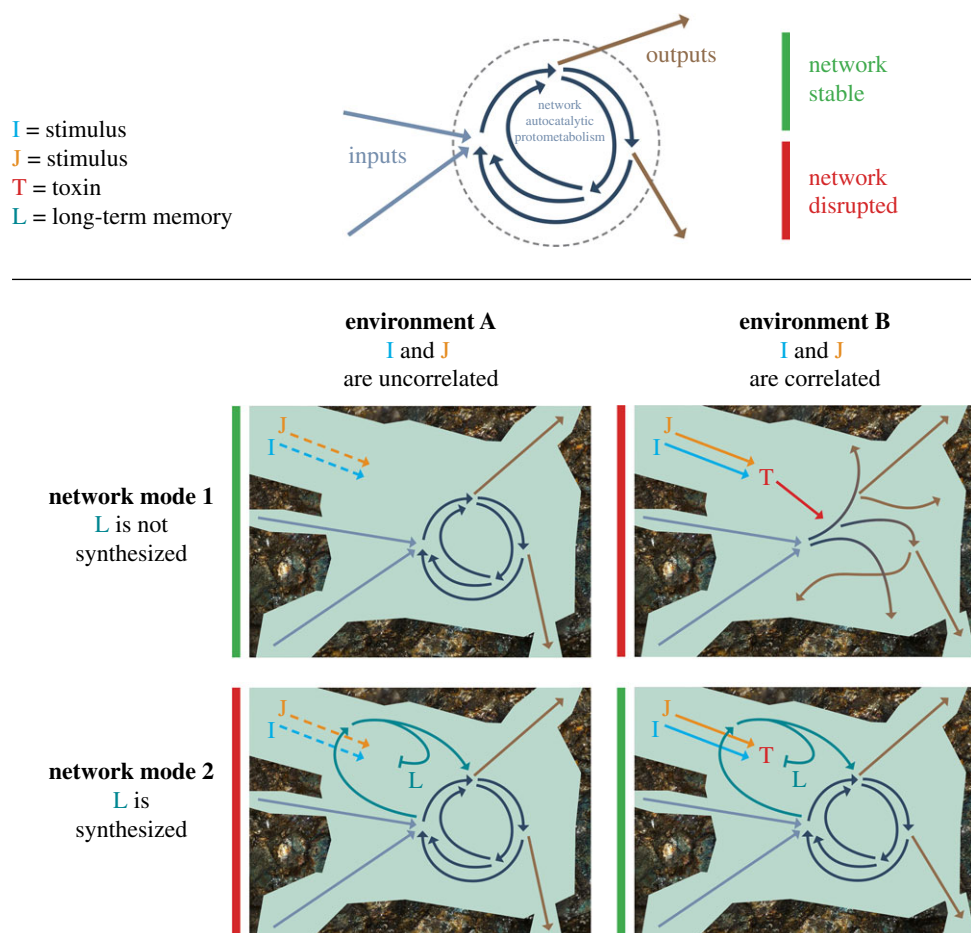 outputs
network
stable
I = stimulus
J = stimulus
T = toxin
L = long-term memory
inputs
network
autocatalytic
protometabolism
network
disrupted
environment A
I and J
are uncorrelated
environment B
I and J
are correlated
network mode 1
L is not
synthesized
J
I
J
I
T
network mode 2
L is
synthesized
J
I
L
J
I
T
L